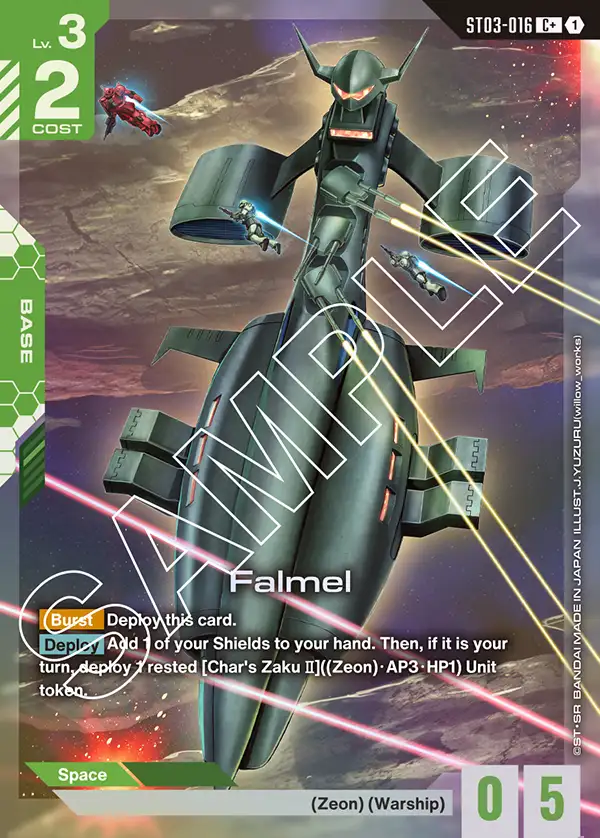 ST03-016 C+ 1
Lv. 3
2
COST
BASE
SAMPLE
Falmel
Burst Deploy this card.
Deploy Add 1 of your Shields to your hand. Then, if it is your
turn, deploy 1 rested [Char's Zaku Ⅱ]((Zeon)·AP3·HP1) Unit
token.
Space
(Zeon) (Warship)
0 5
©ST·SR BANDAI MADE IN JAPAN ILLUST.J.YUZURU(willow_works)